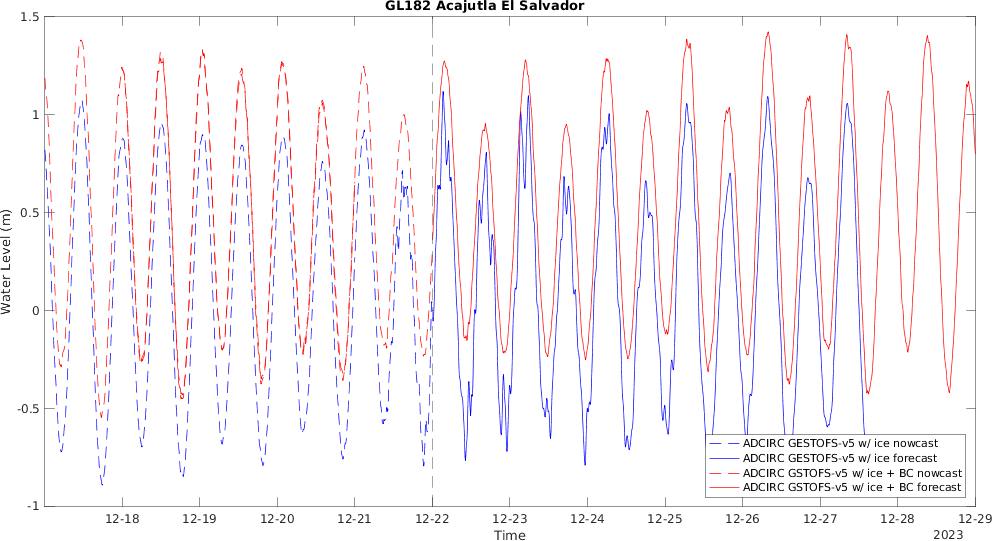 GL182 Acajutla El Salvador
1.5
1
0.5
0
-0.5
-1
Water Level (m)
12-18
12-19
12-20
12-21
12-22
12-23
12-24
12-25
12-26
12-27
12-28
12-29
Time
2023
ADCIRC GESTOFS-v5 w/ ice nowcast
ADCIRC GESTOFS-v5 w/ ice forecast
ADCIRC GSTOFS-v5 w/ ice + BC nowcast
ADCIRC GSTOFS-v5 w/ ice + BC forecast